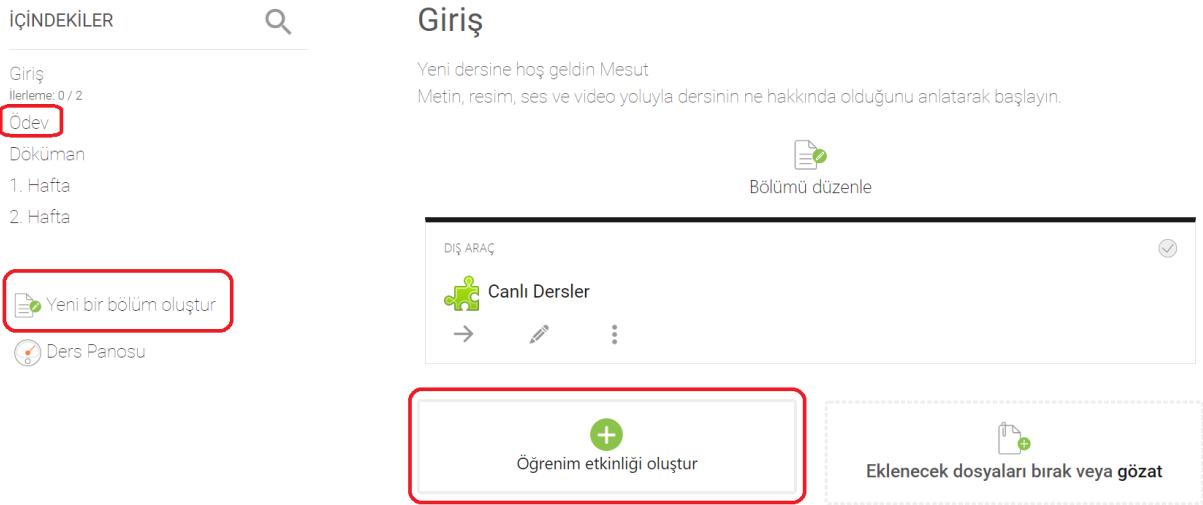 İÇİNDEKİLER
Giriş
İlerleme: 0 / 2
Ödev
Döküman
1. Hafta
2. Hafta
Yeni bir bölüm oluştur
Ders Panosu
Giriş
Yeni dersine hoş geldin Mesut
Metin, resim, ses ve video yoluyla dersinin ne hakkında olduğunu anlatarak başlayın.
Bölümü düzenle
DIŞ ARAÇ
Canlı Dersler
Öğrenim etkinliği oluştur
Eklenecek dosyaları bırak veya gözat